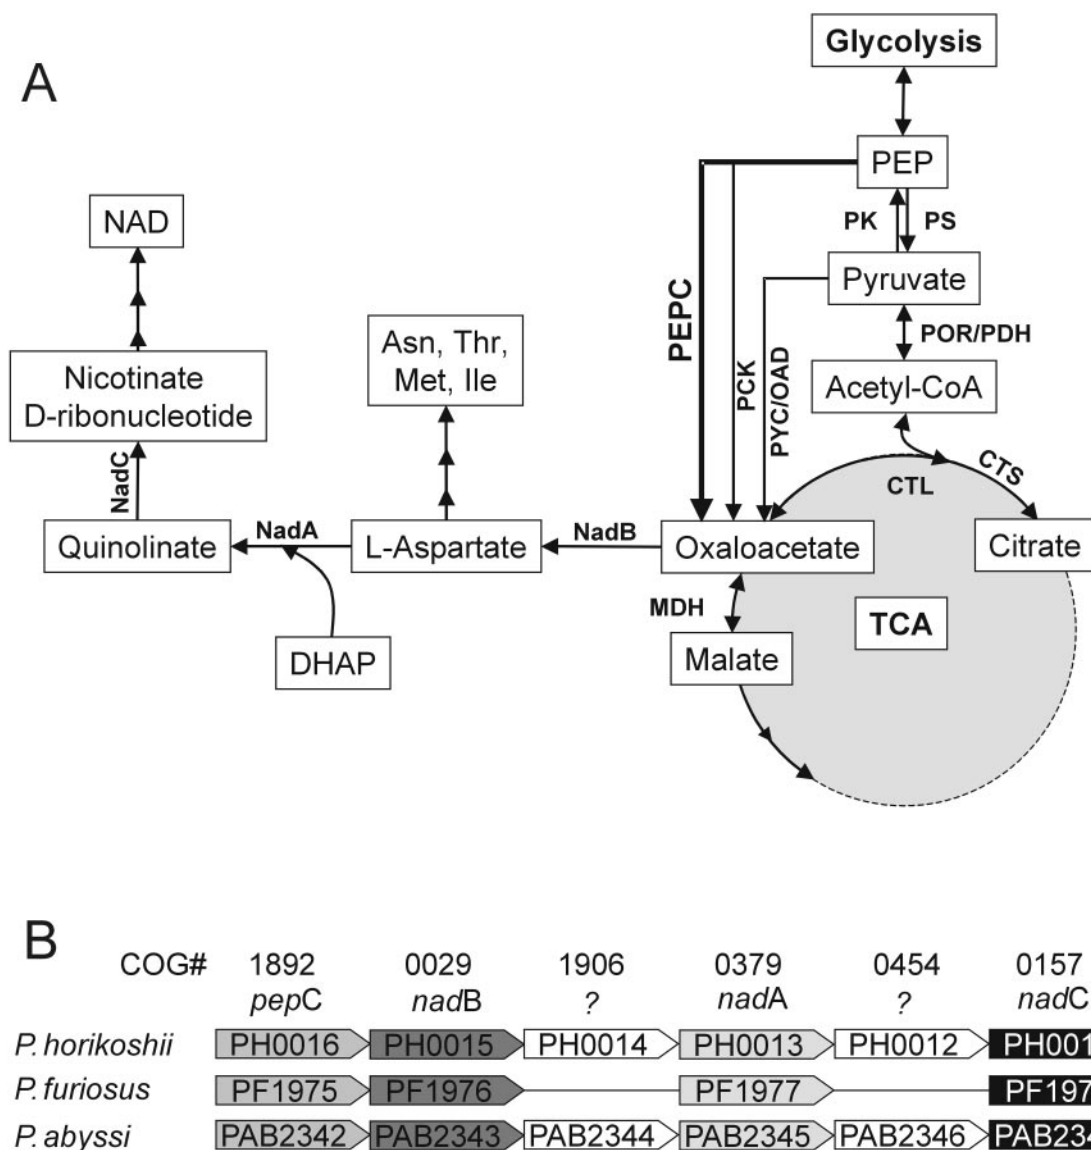 A
Glycolysis
PEP
PK PS
NAD
Pyruvate
PEPC
PCK
PYC/OAD
POR/PDH
Asn, Thr,
Met, Ile
Nicotinate
D-ribonucleotide
Acetyl-CoA
NadC
CTL
CTS
Quinolinate
NadA
L-Aspartate
NadB
Oxaloacetate
Citrate
MDH
TCA
DHAP
Malate
B
COG# 1892 0029 1906 0379 0454 0157
pepC nadB ? nadA ? nadC
P. horikoshii PH0016 PH0015 PH0014 PH0013 PH0012 PH001
P. furiosus PF1975 PF1976 PF1977 PF197
P. abyssi PAB2342 PAB2343 PAB2344 PAB2345 PAB2346